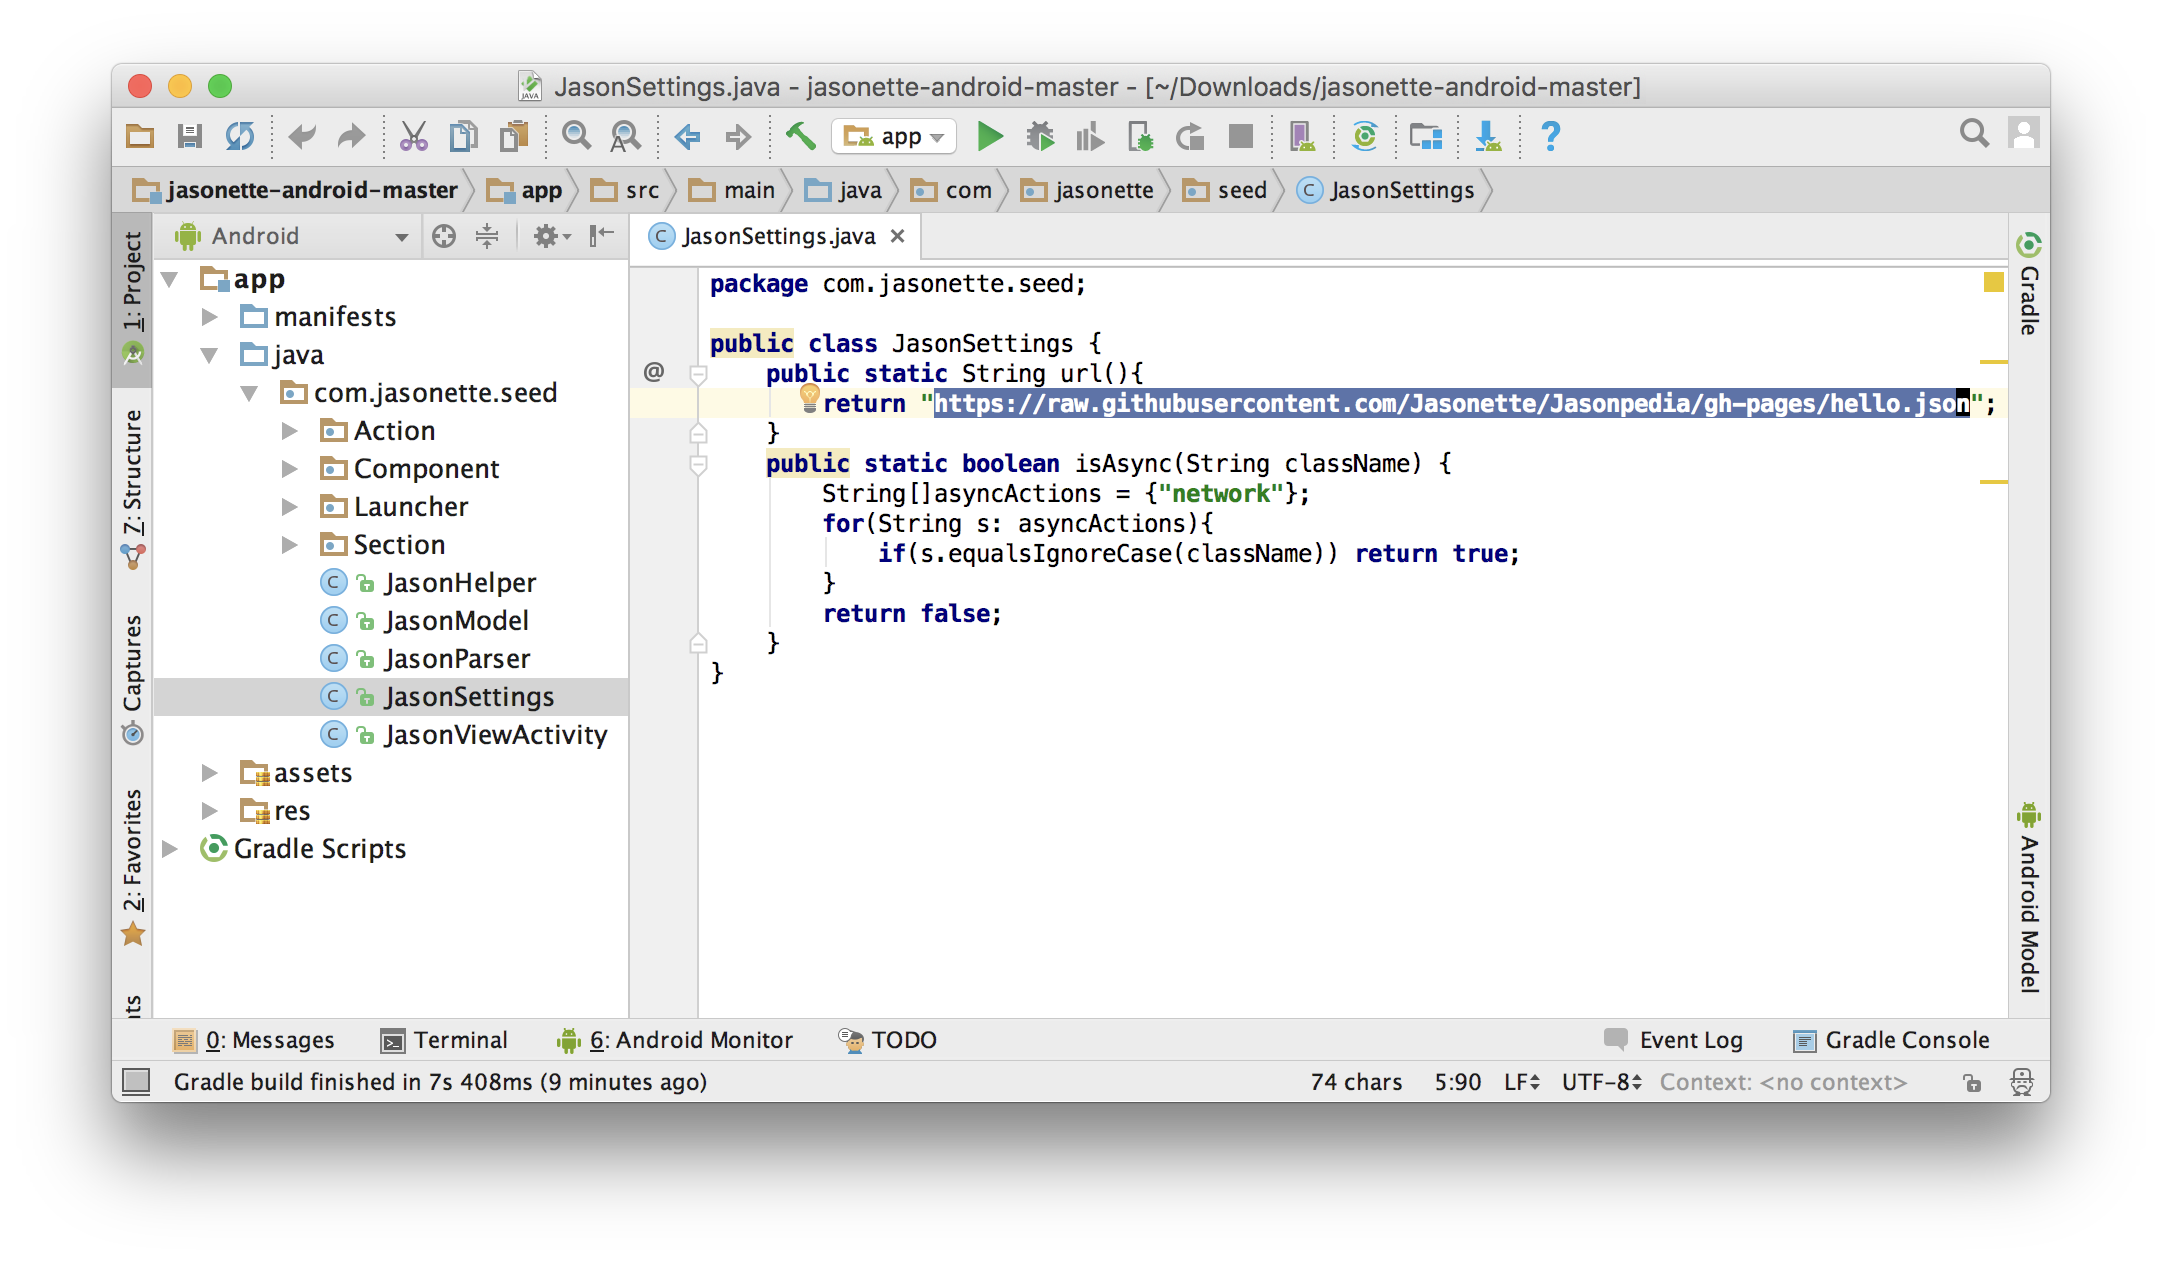 JasonSettings.java - jasonette-android-master - [~/Downloads/jasonette-android-master]
app
jasonette-android-master app src main java com jasonette seed JasonSettings
Android
JasonSettings.java
1: Project
7: Structure
Captures
2: Favorites
nts
app
manifests
java
com.jasonette.seed
Action
Component
Launcher
Section
JasonHelper
JasonModel
JasonParser
JasonSettings
JasonViewActivity
assets
res
Gradle Scripts
package com.jasonette.seed;
public class JasonSettings {
public static String url(){
return "https://raw.githubusercontent.com/Jasonette/Jasonpedia/gh-pages/hello.json";
}
public static boolean isAsync(String className) {
String[]asyncActions = {"network"};
for(String s: asyncActions){
if(s.equalsIgnoreCase(className)) return true;
}
return false;
}
}
Gradle
Android Model
0: Messages Terminal 6: Android Monitor TODO Event Log Gradle Console
Gradle build finished in 7s 408ms (9 minutes ago) 74 chars 5:90 LF UTF-8 Context: <no context>